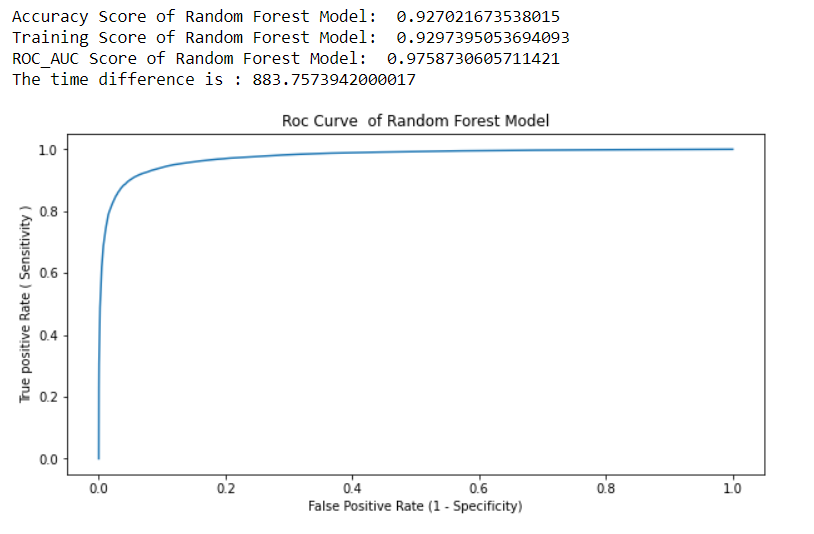 Accuracy Score of Random Forest Model:  0.927021673538015
Training Score of Random Forest Model:  0.9297395053694093
ROC_AUC Score of Random Forest Model:  0.9758730605711421
The time difference is : 883.7573942000017
Roc Curve  of Random Forest Model
True positive Rate ( Sensitivity )
1.0
0.8
0.6
0.4
0.2
0.0
0.0 0.2 0.4 0.6 0.8 1.0
False Positive Rate (1 - Specificity)